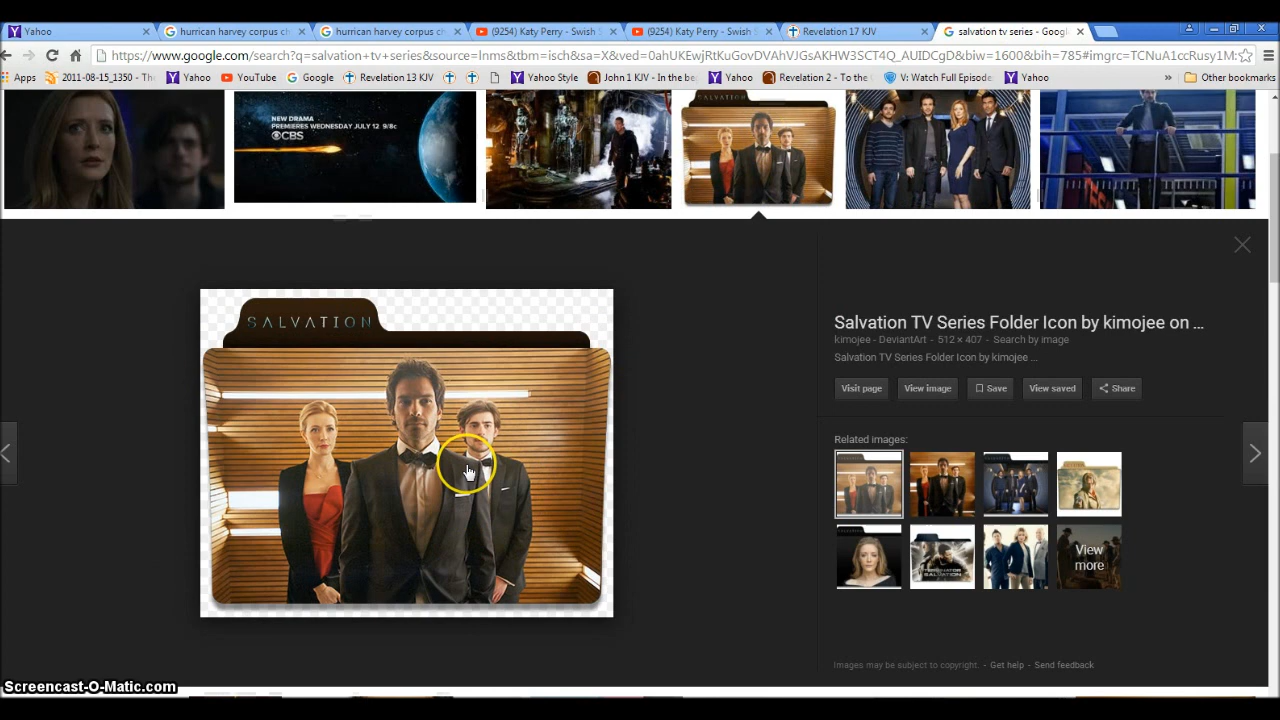 Yahoo
hurrican harvey corpus ch
hurrican harvey corpus c
(9254) Katy Perry - Swish S
(9254) Katy Perry - Swish
Revelation 17 KJV
salvation tv series - Goog
https://www.google.com/search?q=salvation+tv+series&source=lnms&tbm=isch&sa=X&ved=0ahUKEwjRtKuGovDVAhVJGsAKHW3SCT4Q_AUIDCgD&biw=1600&bih=785#imgrc=TCNuA1ccRusy1M:
Apps
2011-08-15_1350 - Th
Yahoo
YouTube
Google
Revelation 13 KJV
Yahoo Style
John 1 KJV - In the be
Yahoo
Revelation 2 - To the
V: Watch Full Episode
Yahoo
»
Other bookmarks
NEW DRAMA
PREMIERES WEDNESDAY JULY 12 9/8c
CBS
SALVATION
SALVATION
Salvation TV Series Folder Icon by kimojee on ...
kimojee - DeviantArt - 512 × 407 - Search by image
Salvation TV Series Folder Icon by kimojee ...
Visit page
View image
Save
View saved
Share
Related images:
SALVATION
View
more
Images may be subject to copyright. - Get help - Send feedback
Screencast-O-Matic.com